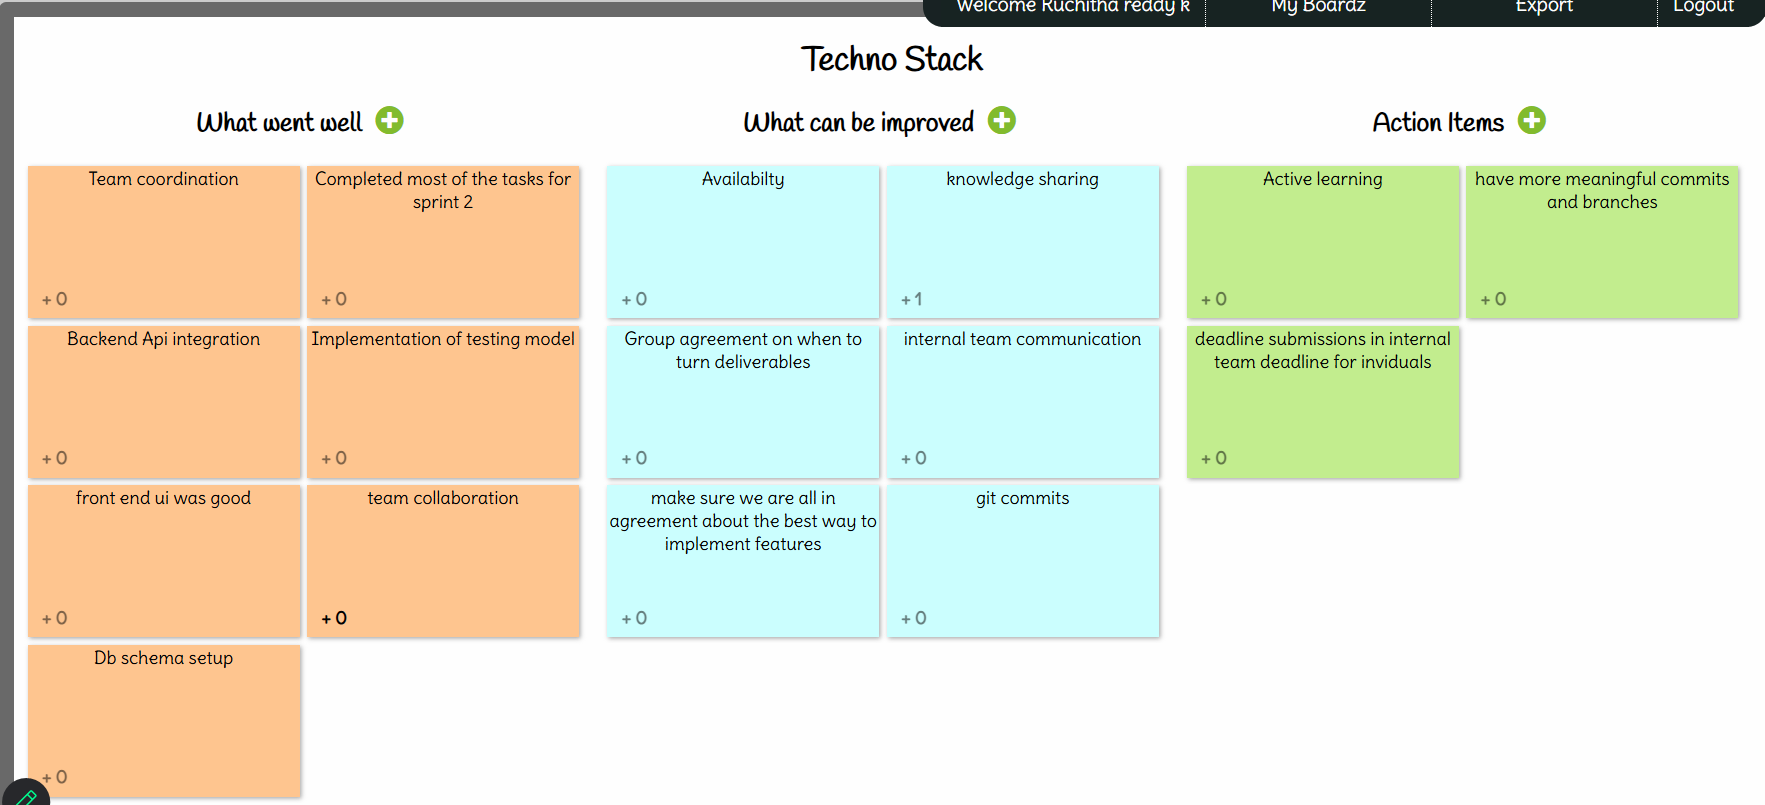 Welcome Ruchitha reddy k
My Boardz
Export
Logout
Techno Stack
What went well
What can be improved
Action Items
Team coordination
+ 0
Completed most of the tasks for
sprint 2
+ 0
Backend Api integration
+ 0
Implementation of testing model
+ 0
front end ui was good
+ 0
team collaboration
+ 0
Db schema setup
+ 0
Availabilty
+ 0
knowledge sharing
+ 1
Group agreement on when to
turn deliverables
+ 0
internal team communication
+ 0
make sure we are all in
agreement about the best way to
implement features
+ 0
git commits
+ 0
Active learning
+ 0
have more meaningful commits
and branches
+ 0
deadline submissions in internal
team deadline for inviduals
+ 0